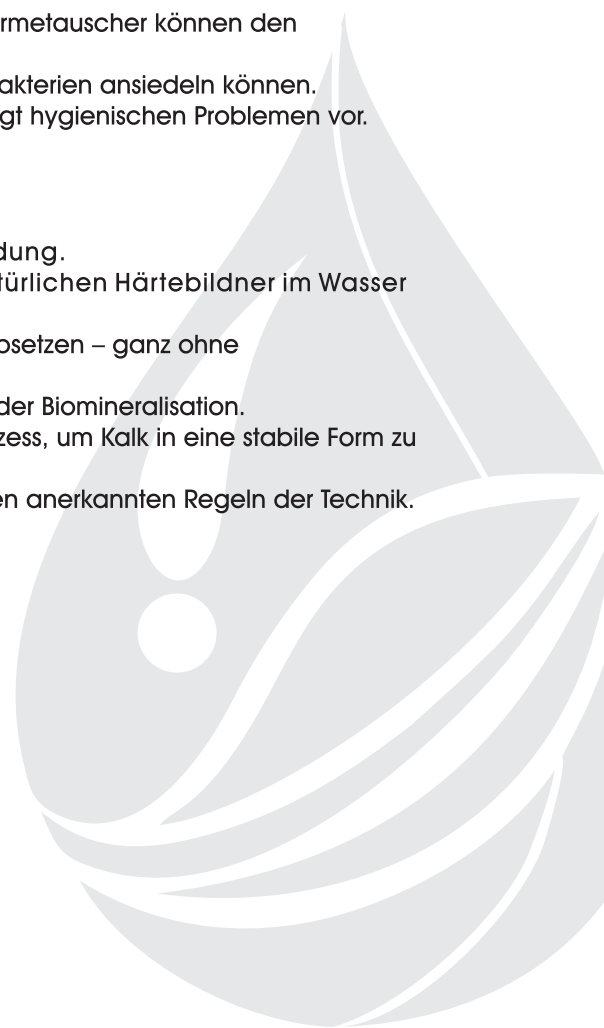 rmetauscher können den
akterien ansiedeln können.
gt hygienischen Problemen vor.
dung.
türlichen Härtebildner im Wasser
bsetzen – ganz ohne
der Biomineralisation.
zess, um Kalk in eine stabile Form zu
en anerkannten Regeln der Technik.